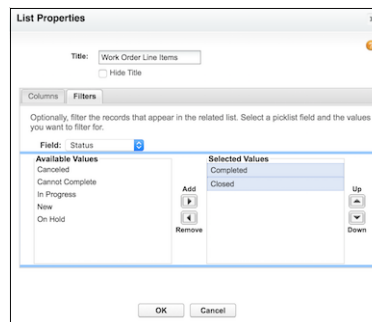 List Properties
Title: Work Order Line Items
Hide Title
Columns Filters
Optionally, filter the records that appear in the related list. Select a picklist field and the values
you want to filter for.
Field: Status
Available Values
Canceled
Cannot Complete
In Progress
New
On Hold
Add
Remove
Selected Values
Completed
Closed
Up
Down
OK Cancel